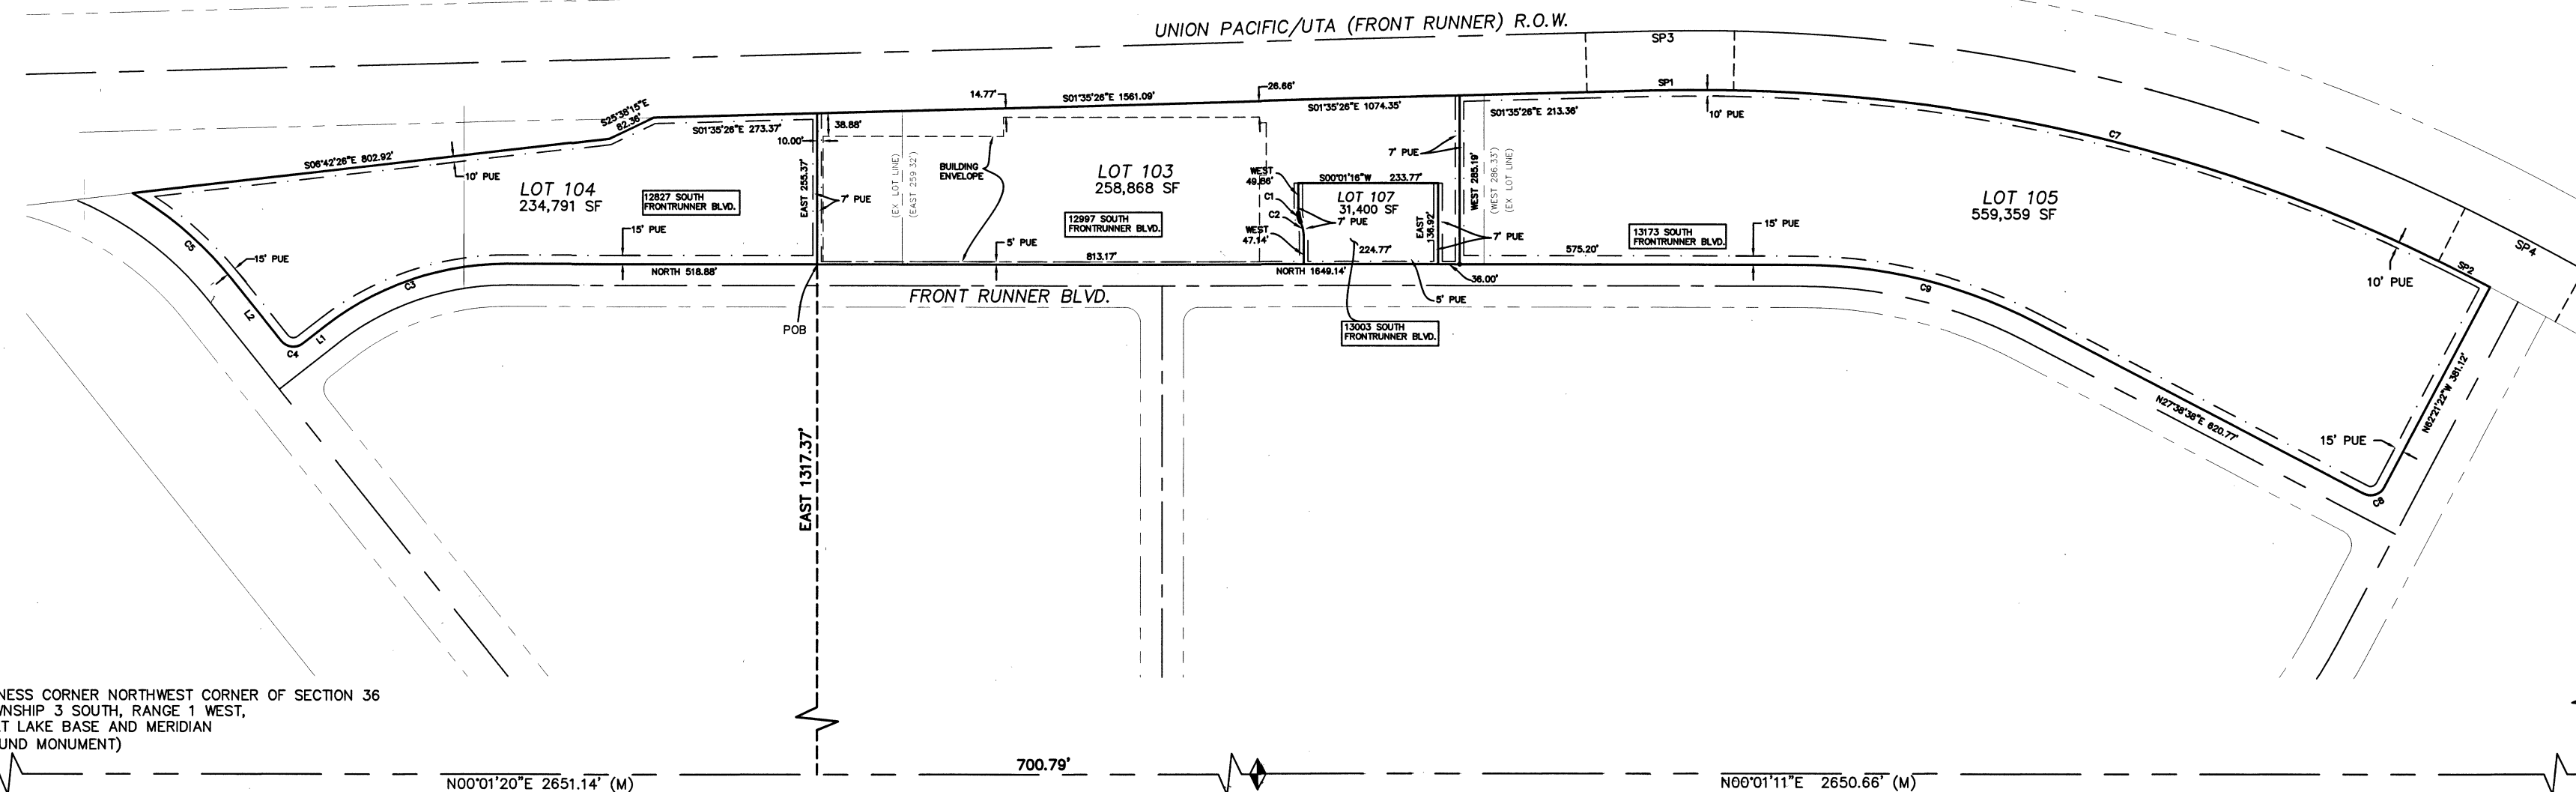 UNION PACIFIC/UTA (FRONT RUNNER) R.O.W.
SP3
SP1
10' PUE
C7
SP2
SP4
10' PUE
S06°42'26"E 802.92'
10' PUE
S25°38'15"E
82.36'
S01°35'26"E 273.37'
14.77'
S01°35'26"E 1561.09'
26.66'
S01°35'26"E 1074.35'
S01°35'26"E 213.36'
38.88'
10.00'
LOT 104
234,791 SF
12827 SOUTH
FRONTRUNNER BLVD.
EAST 255.37'
7' PUE
(EX LOT LINE)
(EAST 259.32')
BUILDING
ENVELOPE
LOT 103
258,868 SF
12997 SOUTH
FRONTRUNNER BLVD.
WEST
49.86'
C1
C2
WEST
47.14'
S00°01'16"W 233.77'
LOT 107
31,400 SF
7' PUE
224.77'
EAST
136.92'
7' PUE
7' PUE
WEST 285.19'
(WEST 286.33')
(EX LOT LINE)
LOT 105
559,359 SF
13173 SOUTH
FRONTRUNNER BLVD.
15' PUE
575.20'
C5
15' PUE
L2
C4
L1
C3
15' PUE
NORTH 518.88'
5' PUE
813.17'
NORTH 1649.14'
36.00'
5' PUE
POB
FRONT RUNNER BLVD.
13003 SOUTH
FRONTRUNNER BLVD.
C9
N27°38'38"E 620.77'
15' PUE
N62°21'22"W 381.12'
C8
EAST 1317.37'
NESS CORNER NORTHWEST CORNER OF SECTION 36
WNSHIP 3 SOUTH, RANGE 1 WEST,
T LAKE BASE AND MERIDIAN
UND MONUMENT)
N00°01'20"E 2651.14' (M)
700.79'
N00°01'11"E 2650.66' (M)